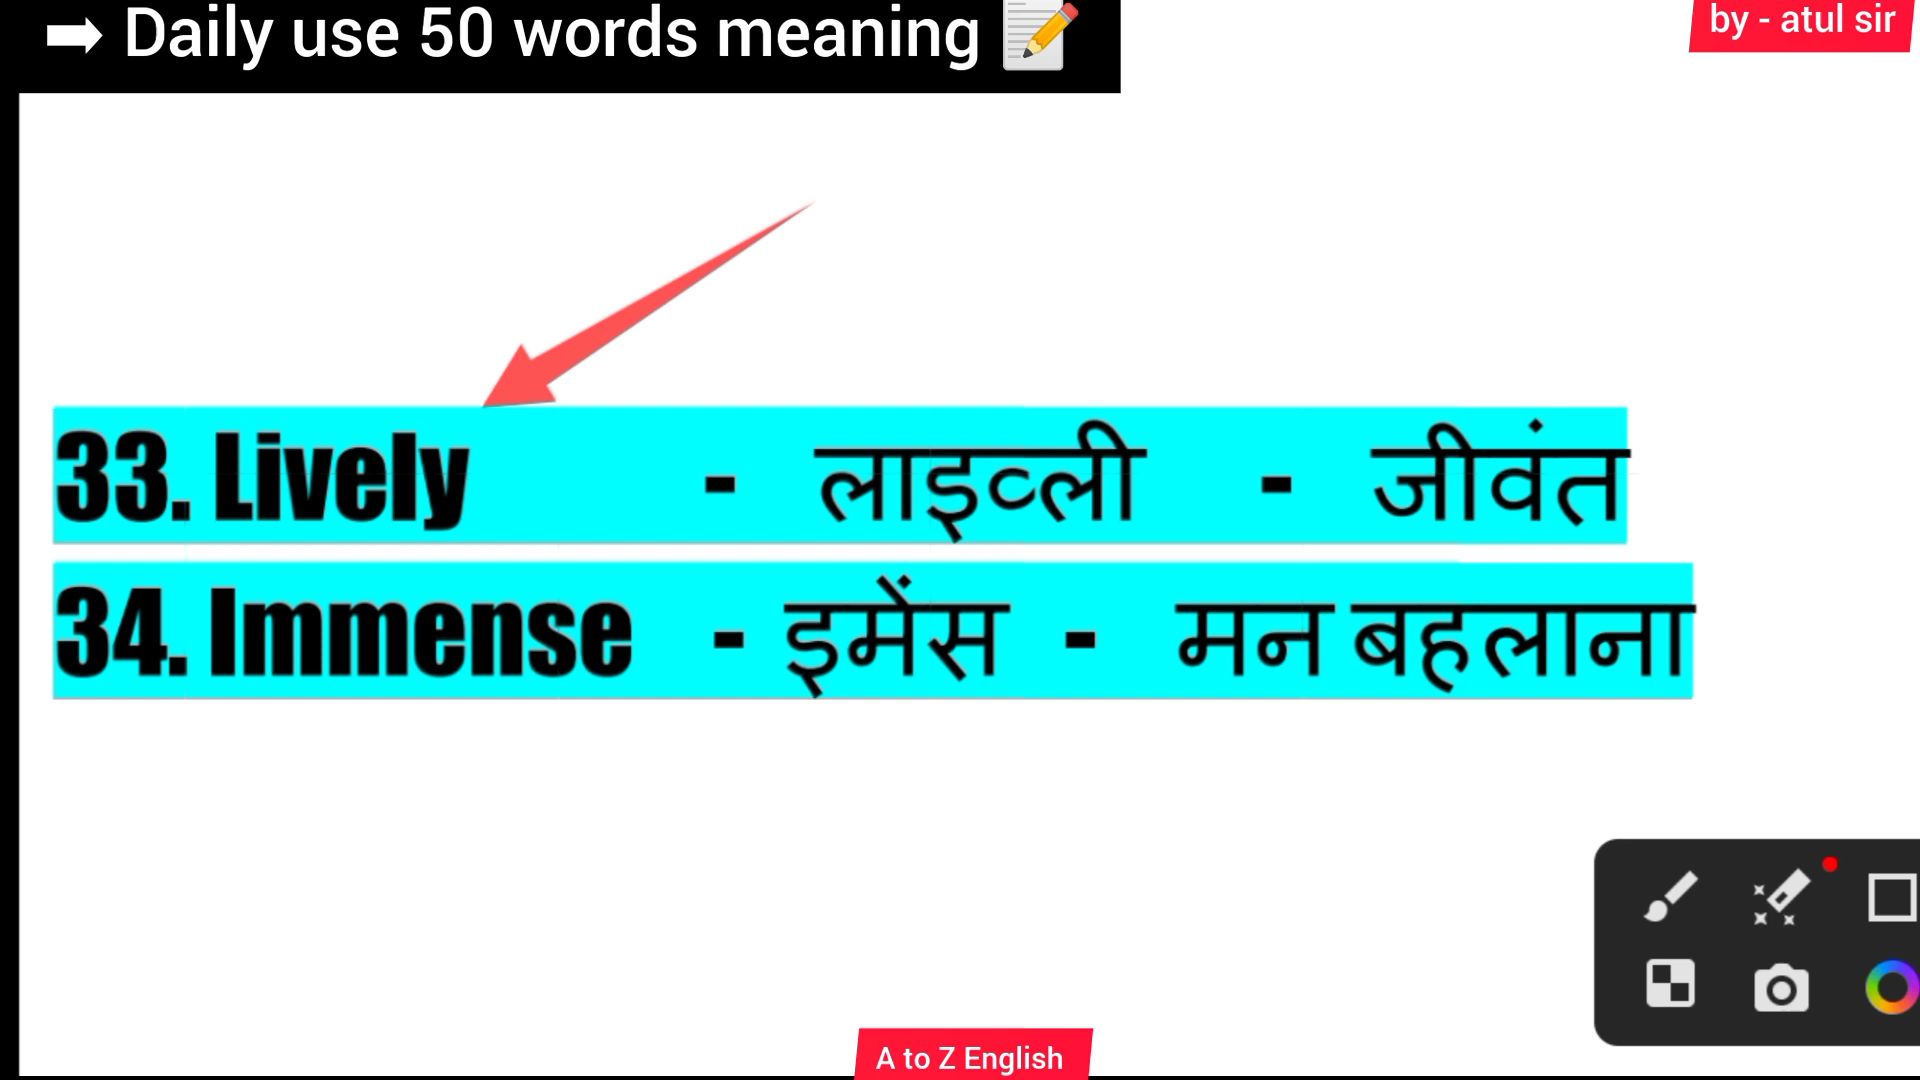 ➡ Daily use 50 words meaning 📝
by - atul sir
33. Lively - लाइव्ली - जीवंत
34. Immense - इमेंस - मन बहलाना
A to Z English